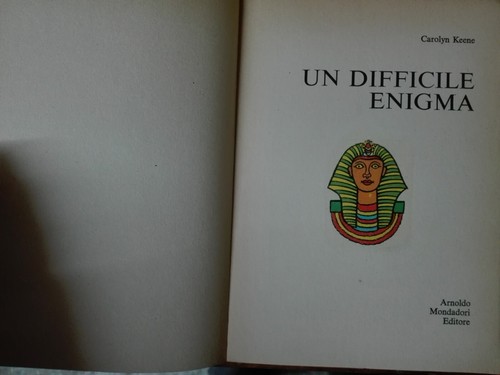 Carolyn Keene
UN DIFFICILE
ENIGMA
Arnoldo
Mondadori
Editore